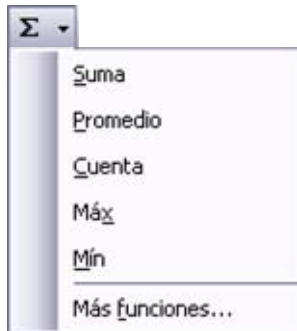 Σ
Suma
Promedio
Cuenta
Máx
Mín
Más funciones...